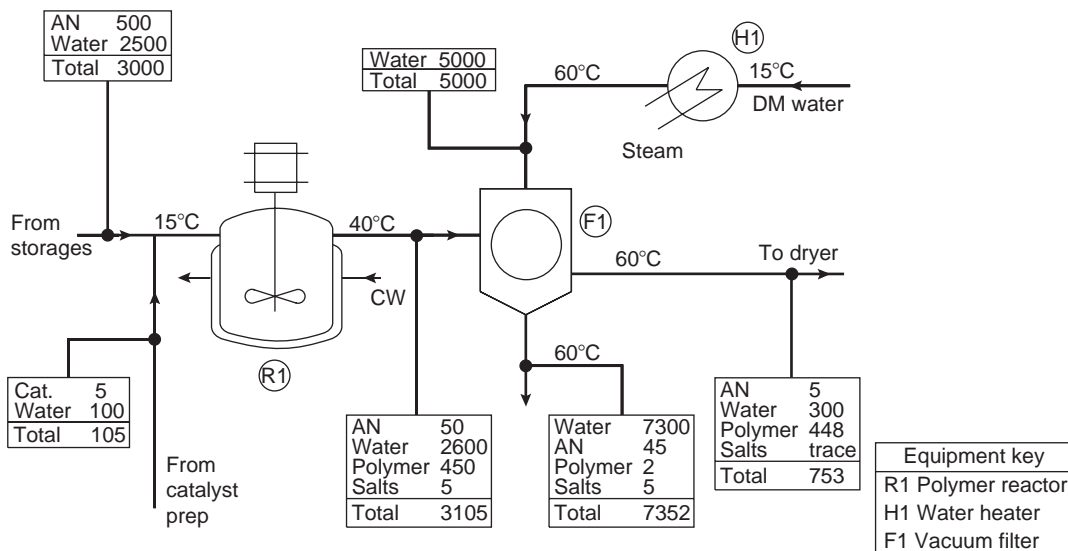 AN 500
Water 2500
Total 3000
Water 5000
Total 5000
60°C
H1
15°C
DM water
Steam
From
storages
15°C
40°C
F1
To dryer
60°C
CW
R1
60°C
Cat. 5
Water 100
Total 105
From
catalyst
prep
AN 50
Water 2600
Polymer 450
Salts 5
Total 3105
Water 7300
AN 45
Polymer 2
Salts 5
Total 7352
AN 5
Water 300
Polymer 448
Salts trace
Total 753
Equipment key
R1 Polymer reactor
H1 Water heater
F1 Vacuum filter